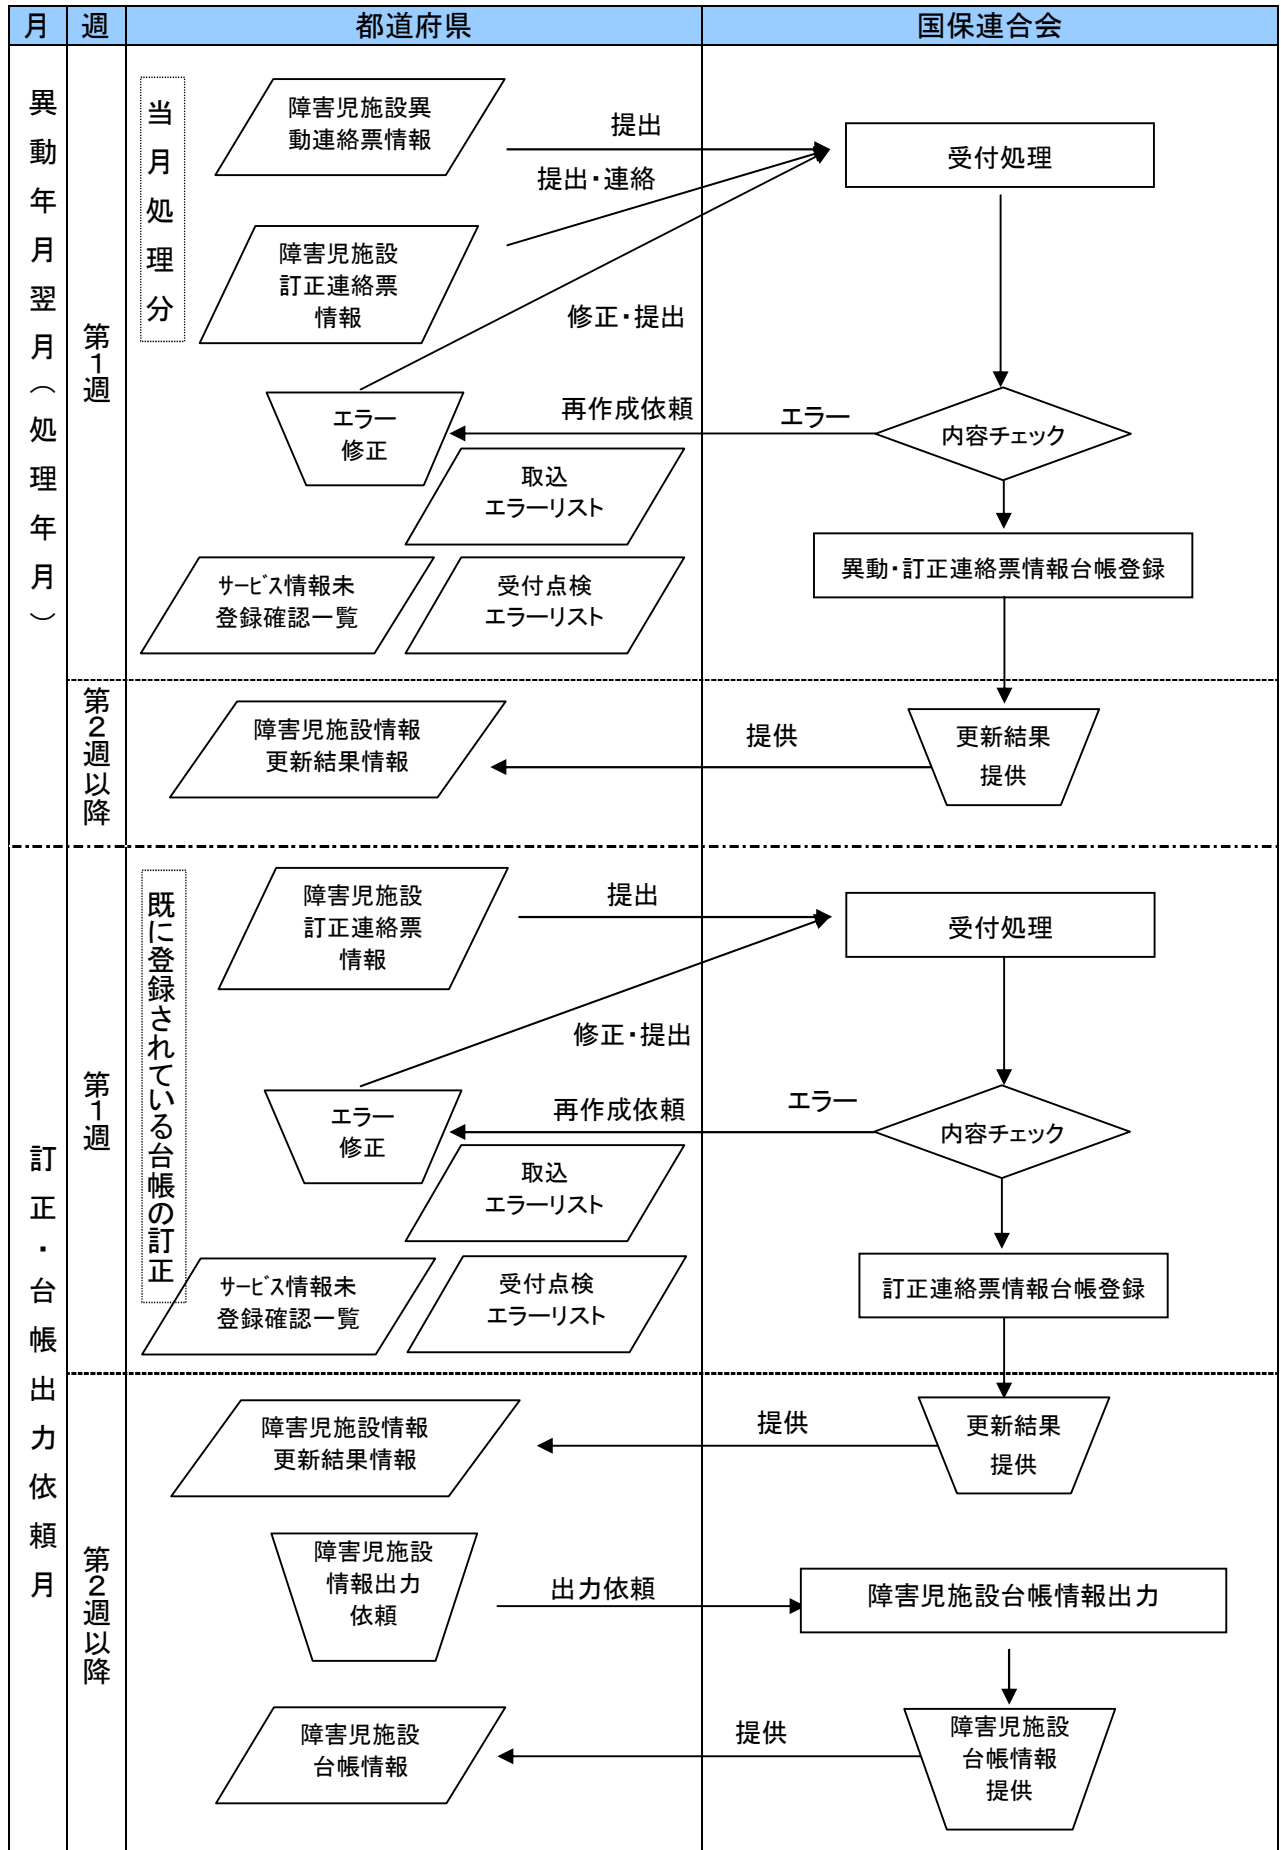 月
週
都道府県
国保連合会
異動年月翌月（処理年月）
第1週
当月処理分
障害児施設異
動連絡票情報
提出
受付処理
提出・連絡
障害児施設
訂正連絡票
情報
修正・提出
エラー
修正
再作成依頼
エラー
内容チェック
取込
エラーリスト
異動・訂正連絡票情報台帳登録
ｻｰﾋﾞｽ情報未
登録確認一覧
受付点検
エラーリスト
第2週以降
障害児施設情報
更新結果情報
提供
更新結果
提供
訂正・台帳出力依頼月
第1週
既に登録されている台帳の訂正
障害児施設
訂正連絡票
情報
提出
受付処理
修正・提出
エラー
修正
再作成依頼
エラー
内容チェック
取込
エラーリスト
訂正連絡票情報台帳登録
ｻｰﾋﾞｽ情報未
登録確認一覧
受付点検
エラーリスト
第2週以降
障害児施設情報
更新結果情報
提供
更新結果
提供
障害児施設
情報出力
依頼
出力依頼
障害児施設台帳情報出力
障害児施設
台帳情報
提供
障害児施設
台帳情報
提供